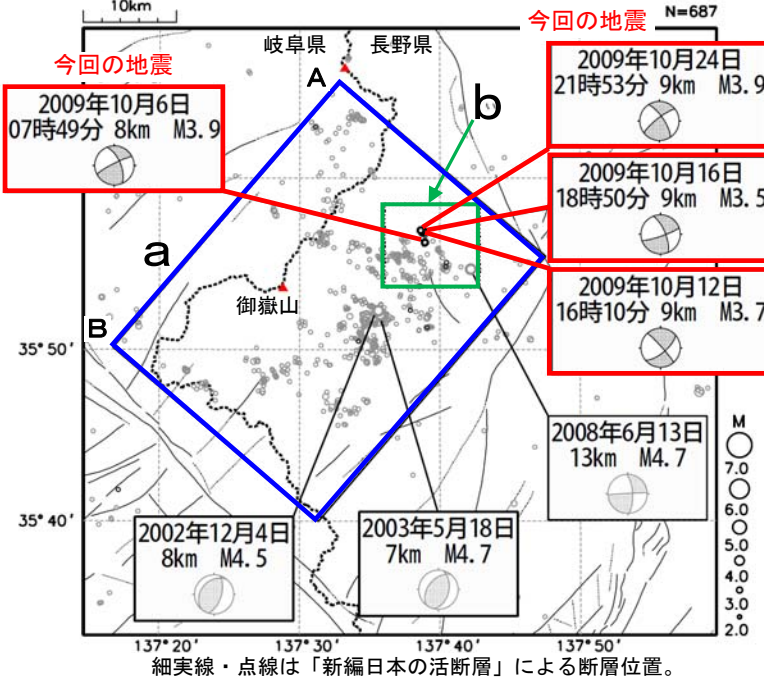 10km
N=687
今回の地震
岐阜県
長野県
今回の地震
A
2009年10月6日
07時49分 8km M3.9
2009年10月24日
21時53分 9km M3.9
b
2009年10月16日
18時50分 9km M3.5
a
御嶽山
2009年10月12日
16時10分 9km M3.7
B
35°50′
2008年6月13日
13km M4.7
M
7.0
6.0
5.0
4.0
3.0
2.0
35°40′
2002年12月4日
8km M4.5
2003年5月18日
7km M4.7
137°20′
137°30′
137°40′
137°50′
細実線・点線は「新編日本の活断層」による断層位置。